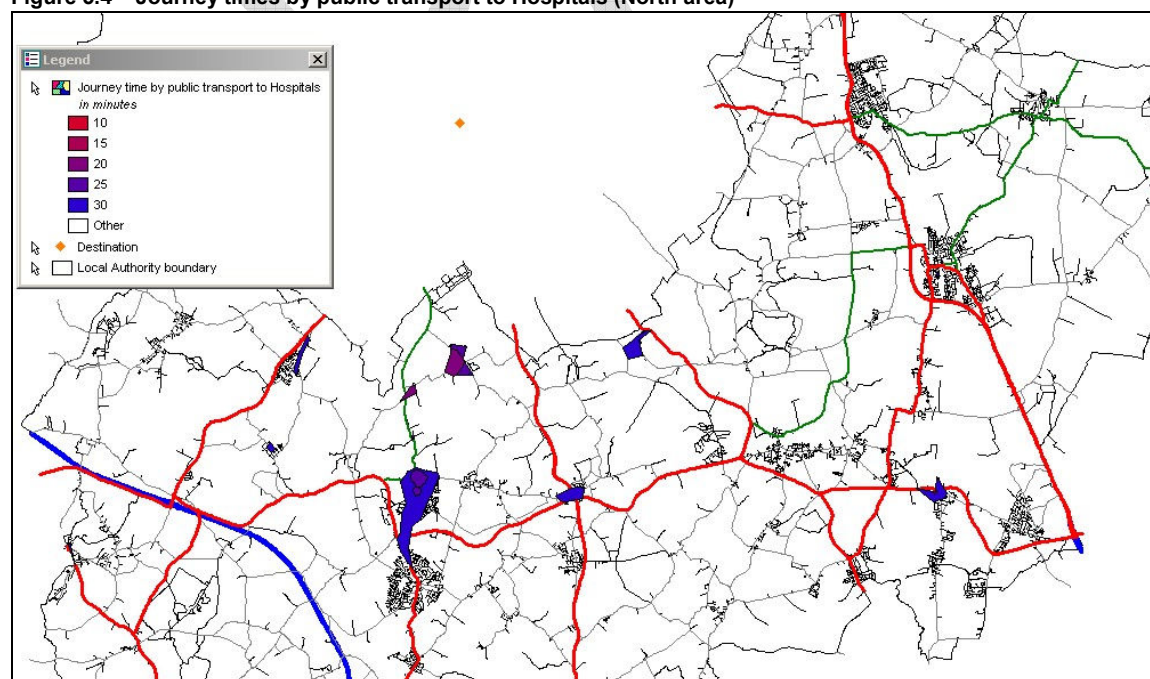 Figure 5.4 – Journey times by public transport to Hospitals (North area)
Legend
Journey time by public transport to Hospitals
in minutes
10
15
20
25
30
Other
Destination
Local Authority boundary